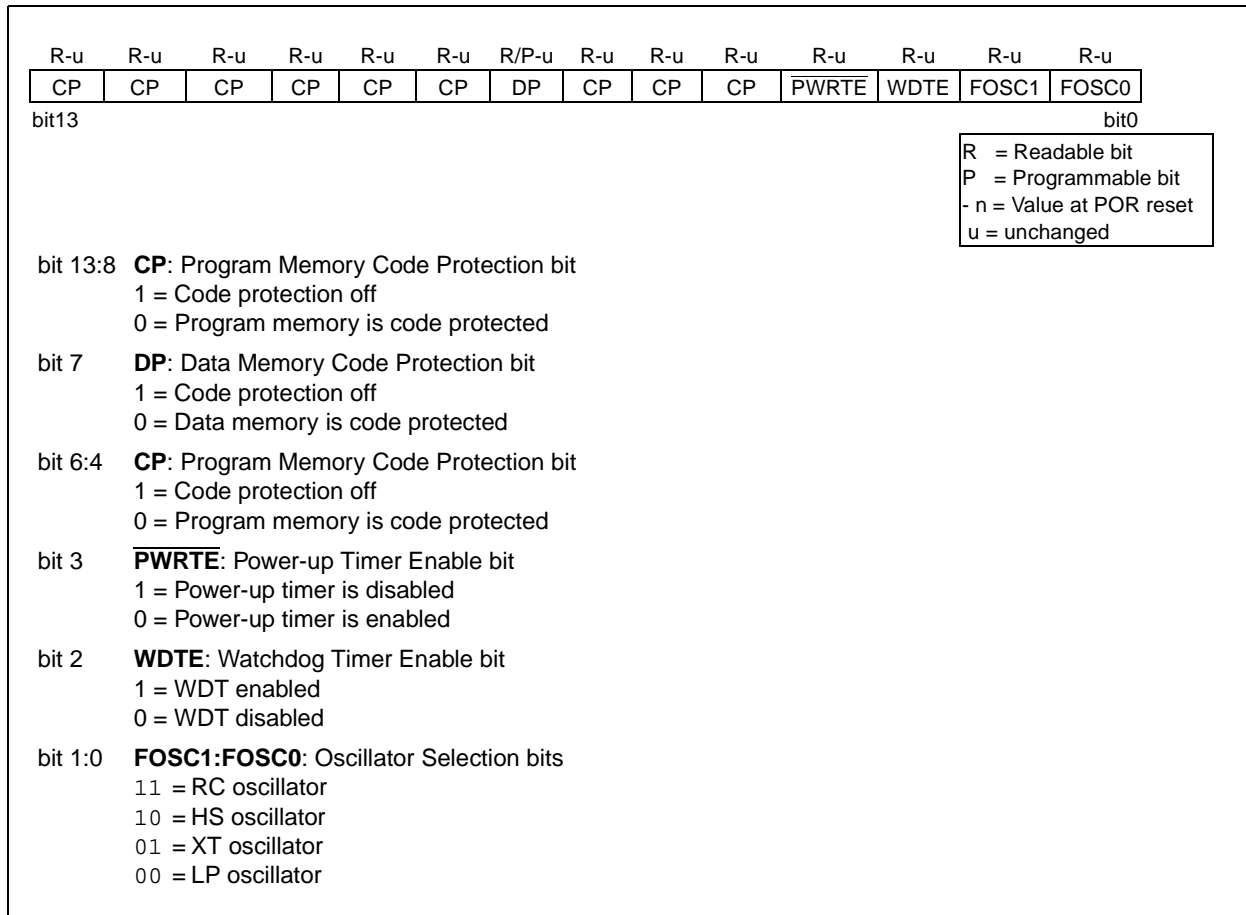 R-u R-u R-u R-u R-u R-u R/P-u R-u R-u R-u R-u R-u R-u R-u
CP CP CP CP CP CP DP CP CP CP PWRTE WDTE FOSC1 FOSC0
bit13 bit0
R = Readable bit
P = Programmable bit
- n = Value at POR reset
u = unchanged
bit 13:8 CP: Program Memory Code Protection bit
1 = Code protection off
0 = Program memory is code protected
bit 7 DP: Data Memory Code Protection bit
1 = Code protection off
0 = Data memory is code protected
bit 6:4 CP: Program Memory Code Protection bit
1 = Code protection off
0 = Program memory is code protected
bit 3 PWRTE: Power-up Timer Enable bit
1 = Power-up timer is disabled
0 = Power-up timer is enabled
bit 2 WDTE: Watchdog Timer Enable bit
1 = WDT enabled
0 = WDT disabled
bit 1:0 FOSC1:FOSC0: Oscillator Selection bits
11 = RC oscillator
10 = HS oscillator
01 = XT oscillator
00 = LP oscillator